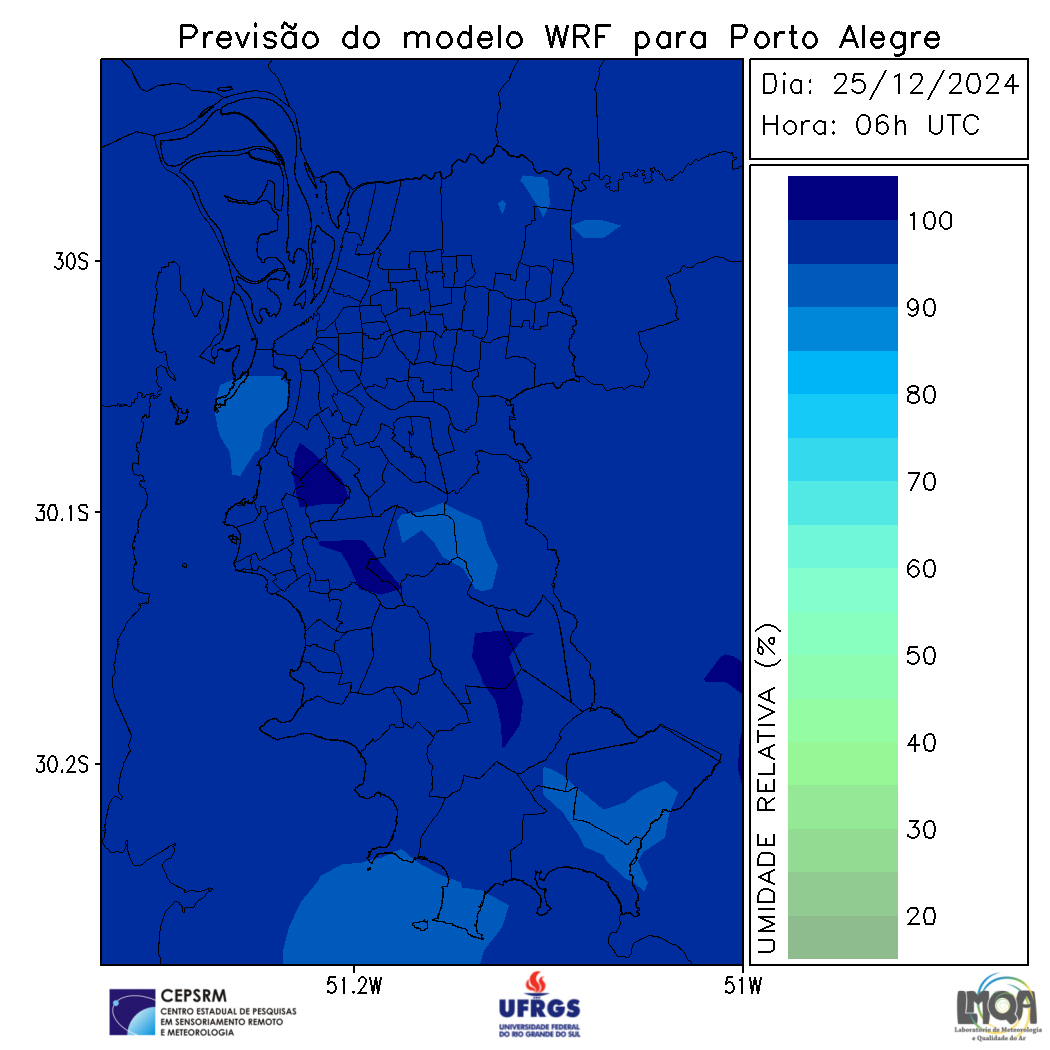 Previsão do modelo WRF para Porto Alegre
Dia: 25/12/2024
Hora: 06h UTC
100
90
80
70
60
50
40
30
20
UMIDADE RELATIVA (%)
30S
30.1S
30.2S
51.2W
51W
CEPSRM
CENTRO ESTADUAL DE PESQUISAS
EM SENSORIAMENTO REMOTO
E METEOROLOGIA
UFRGS
UNIVERSIDADE FEDERAL
DO RIO GRANDE DO SUL
LMQA
Laboratório de Meteorologia
e Qualidade do Ar